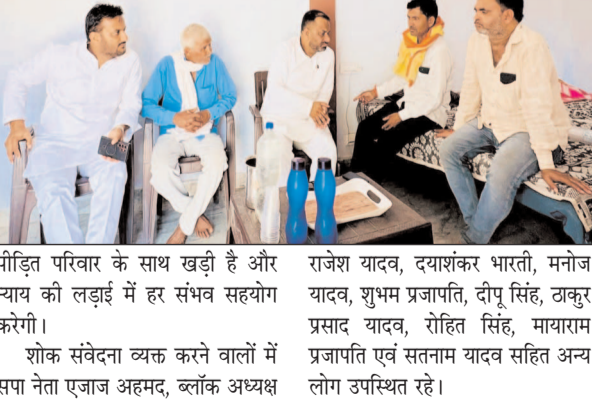 पीड़ित परिवार के साथ खड़ी है और
न्याय की लड़ाई में हर संभव सहयोग
करेगी।
शोक संवेदना व्यक्त करने वालों में
सपा नेता एजाज अहमद, ब्लॉक अध्यक्ष
राजेश यादव, दयाशंकर भारती, मनोज
यादव, शुभम प्रजापति, दीपू सिंह, ठाकुर
प्रसाद यादव, रोहित सिंह, मायाराम
प्रजापति एवं सतनाम यादव सहित अन्य
लोग उपस्थित रहे।